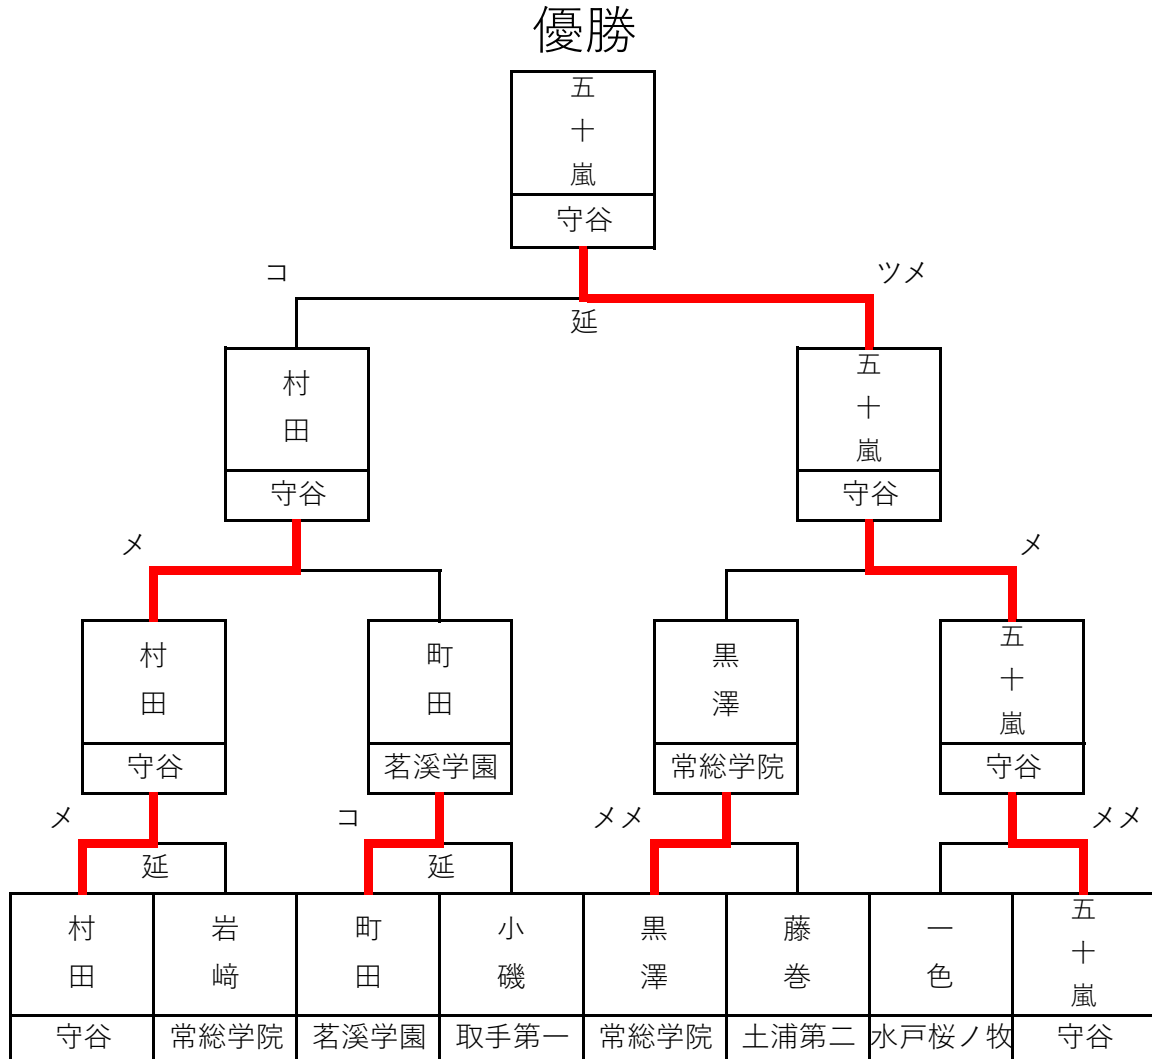 優勝
五十嵐
守谷
コ
ツメ
延
村田
五十嵐
守谷
守谷
メ
メ
村田
町田
黒澤
五十嵐
守谷
茗溪学園
常総学院
守谷
メ
コ
メメ
メメ
延
延
村田
岩﨑
町田
小磯
黒澤
藤巻
一色
五十嵐
守谷
常総学院
茗溪学園
取手第一
常総学院
土浦第二
水戸桜ノ牧
守谷